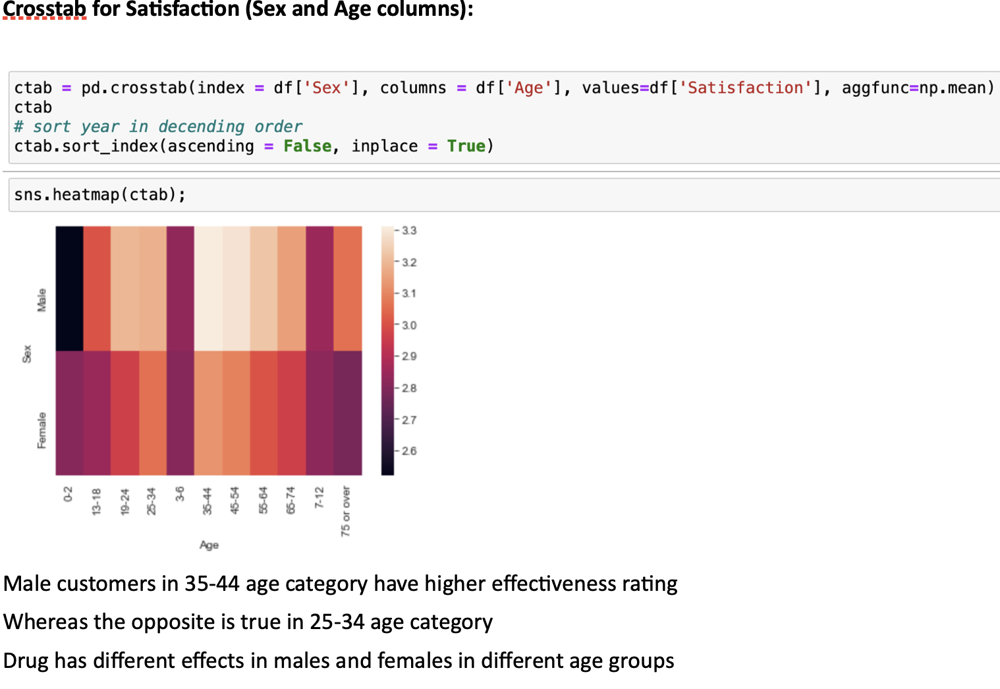 Crosstab for Satisfaction (Sex and Age columns):
ctab = pd.crosstab(index = df['Sex'], columns = df['Age'], values=df['Satisfaction'], aggfunc=np.mean)
ctab
# sort year in decending order
ctab.sort_index(ascending = False, inplace = True)
sns.heatmap(ctab);
3.3
3.2
3.1
3.0
2.9
2.8
2.7
2.6
Male
Female
Sex
0-2
13-18
19-24
25-34
3-6
35-44
45-54
55-64
65-74
7-12
75 or over
Age
Male customers in 35-44 age category have higher effectiveness rating
Whereas the opposite is true in 25-34 age category
Drug has different effects in males and females in different age groups